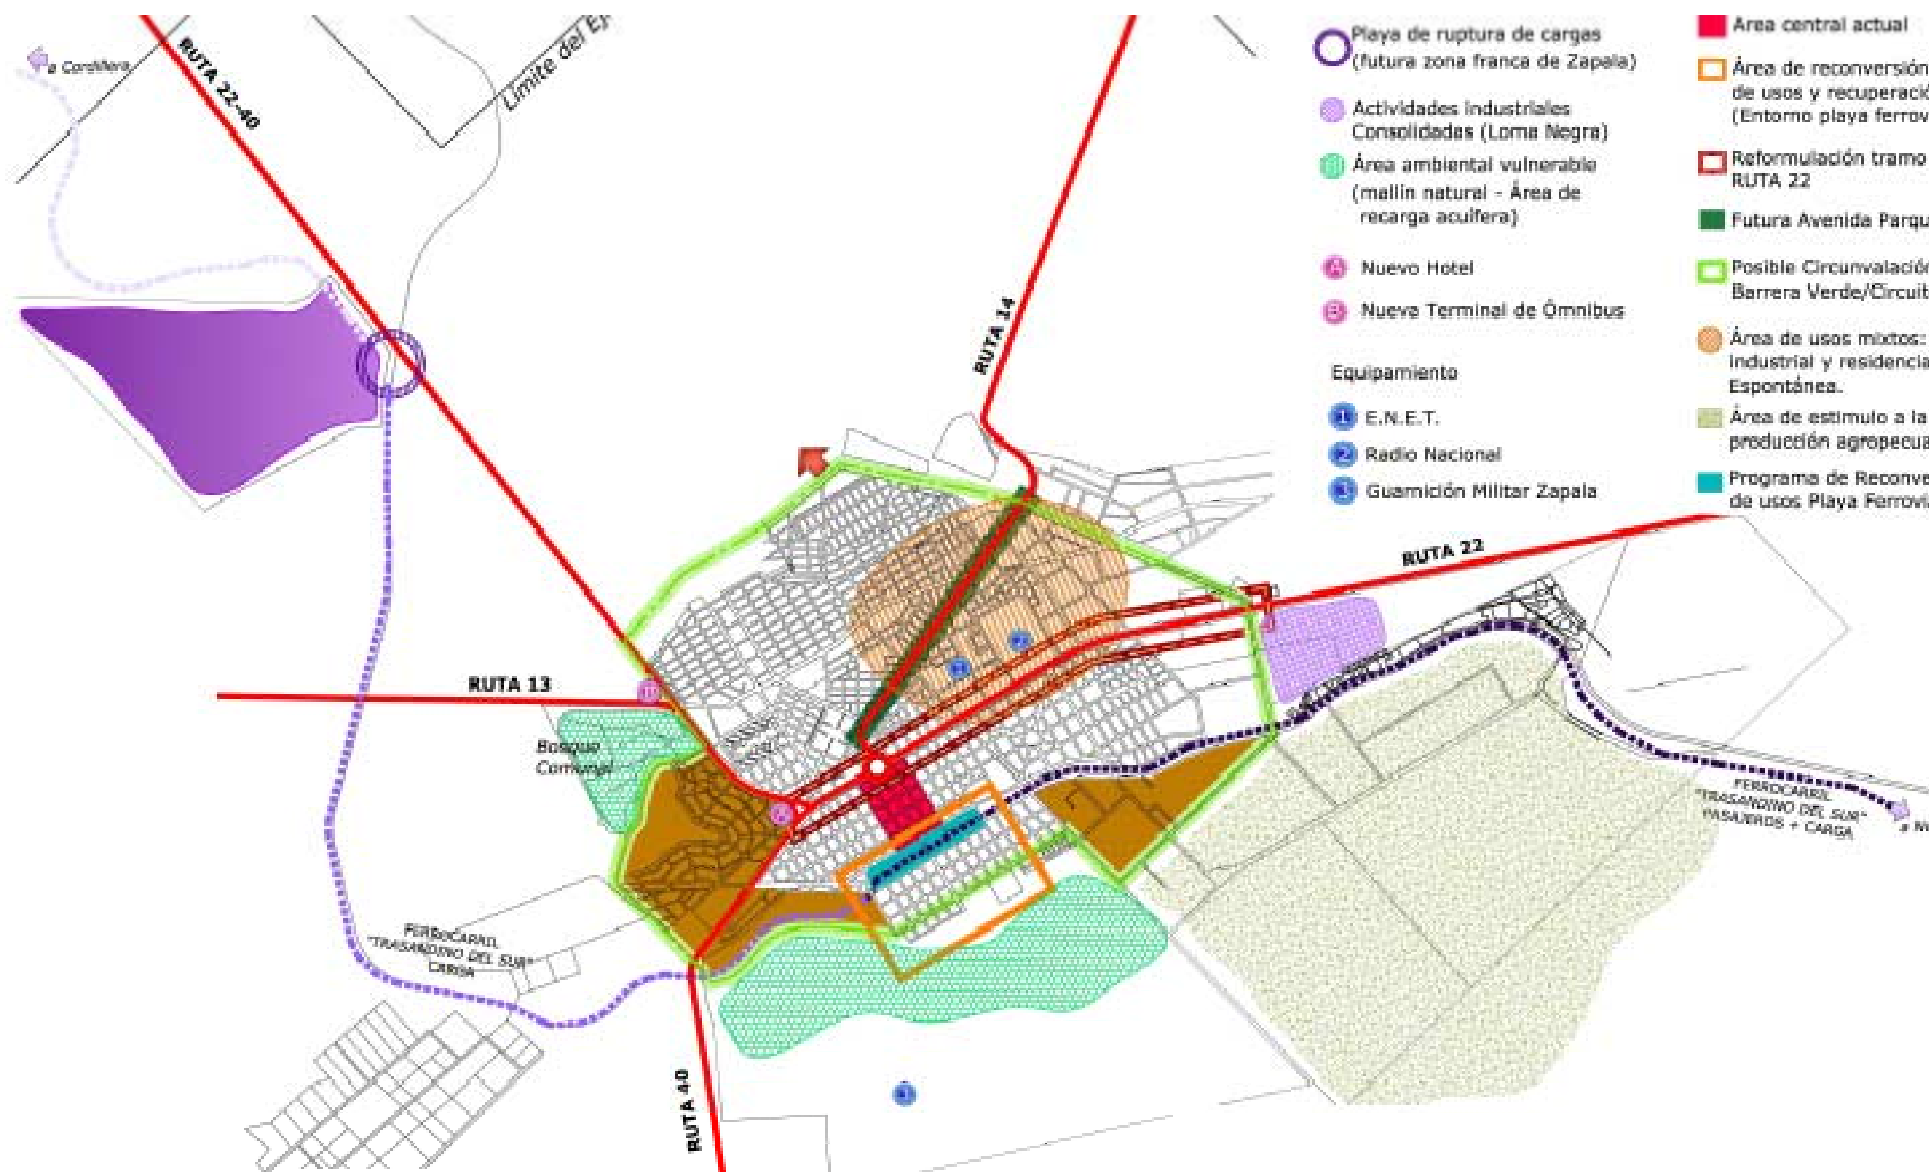 a Cordillera
RUTA 22-40
Limite del Ej
RUTA 14
RUTA 22
RUTA 13
Bosque
Comunal
FERROCARRIL
"TRASANDINO DEL SUR"
CARGA
RUTA 40
FERROCARRIL
"TRASANDINO DEL SUR"
PASAJEROS + CARGA
Playa de ruptura de cargas
(futura zona franca de Zapala)
Actividades industriales
Consolidadas (Loma Negra)
Área ambiental vulnerable
(mallín natural - Área de
recarga acuífera)
A Nuevo Hotel
B Nueva Terminal de Ómnibus
Equipamiento
E.N.E.T.
Radio Nacional
Guarnición Militar Zapala
Area central actual
Área de reconversión
de usos y recuperació
(Entorno playa ferrov
Reformulación tramo
RUTA 22
Futura Avenida Parqu
Posible Circunvalación
Barrera Verde/Circuit
Área de usos mixtos:
industrial y residencia
Espontánea.
Área de estimulo a la
producción agropecua
Programa de Reconve
de usos Playa Ferrovi